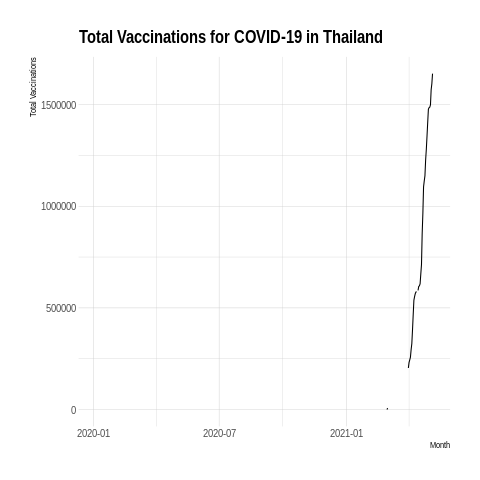 Total Vaccinations for COVID-19 in Thailand
Total Vaccinations
1500000
1000000
500000
0
2020-01 2020-07 2021-01
Month